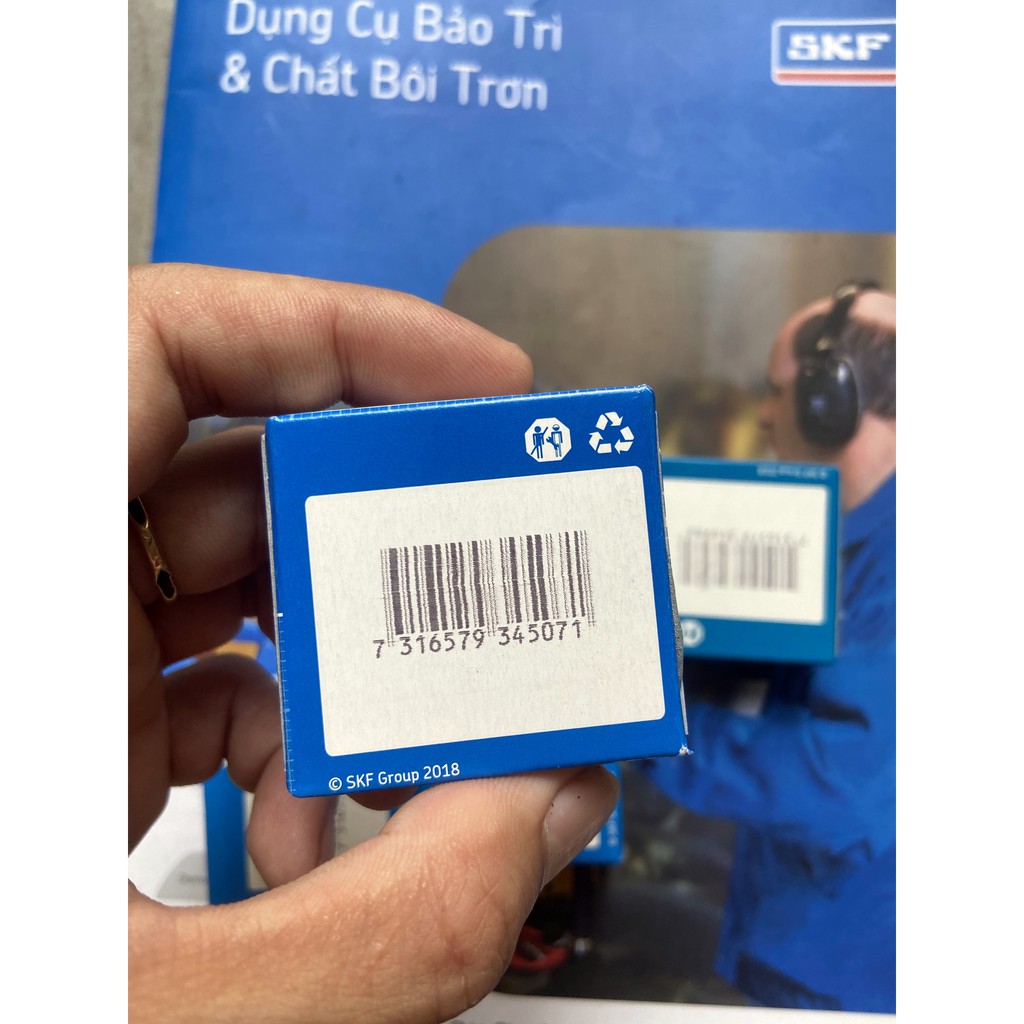 Dụng Cụ Bảo Trì
& Chất Bôi Trơn
SKF
7 316579 345071
© SKF Group 2018